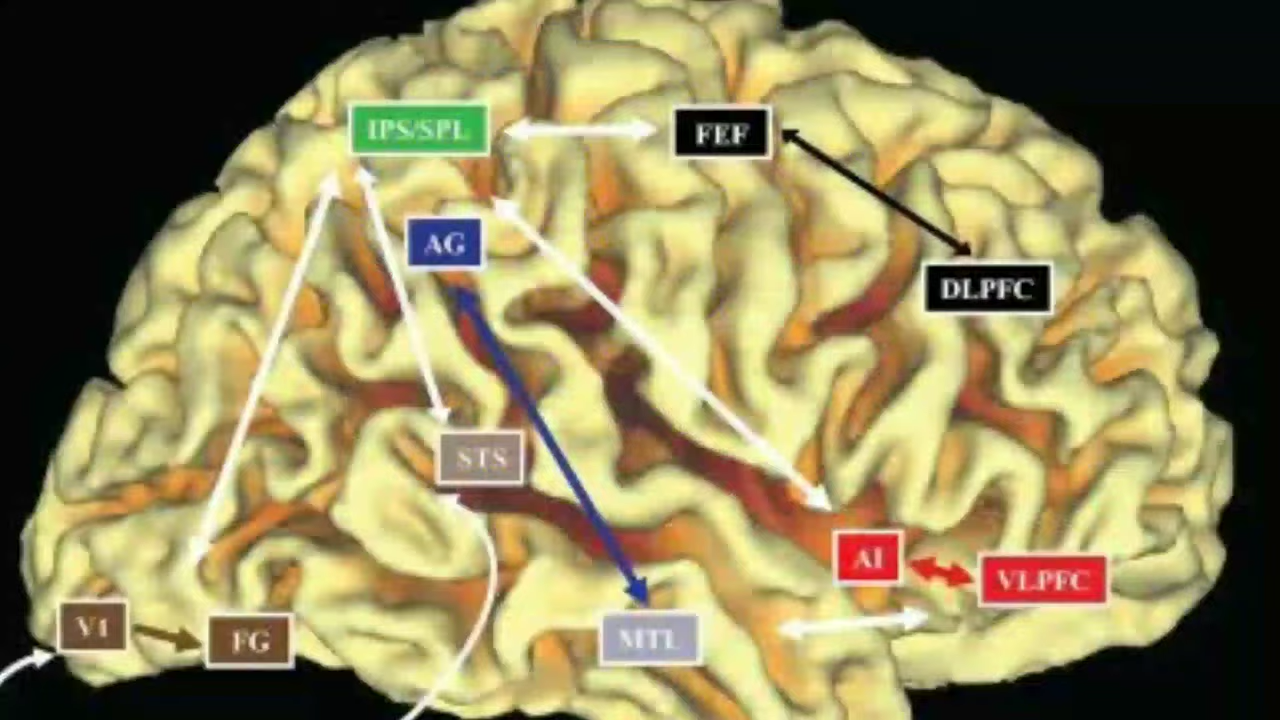 IPS/SPL
FEF
AG
DLPFC
STS
AI
VLPFC
V1
FG
MTL